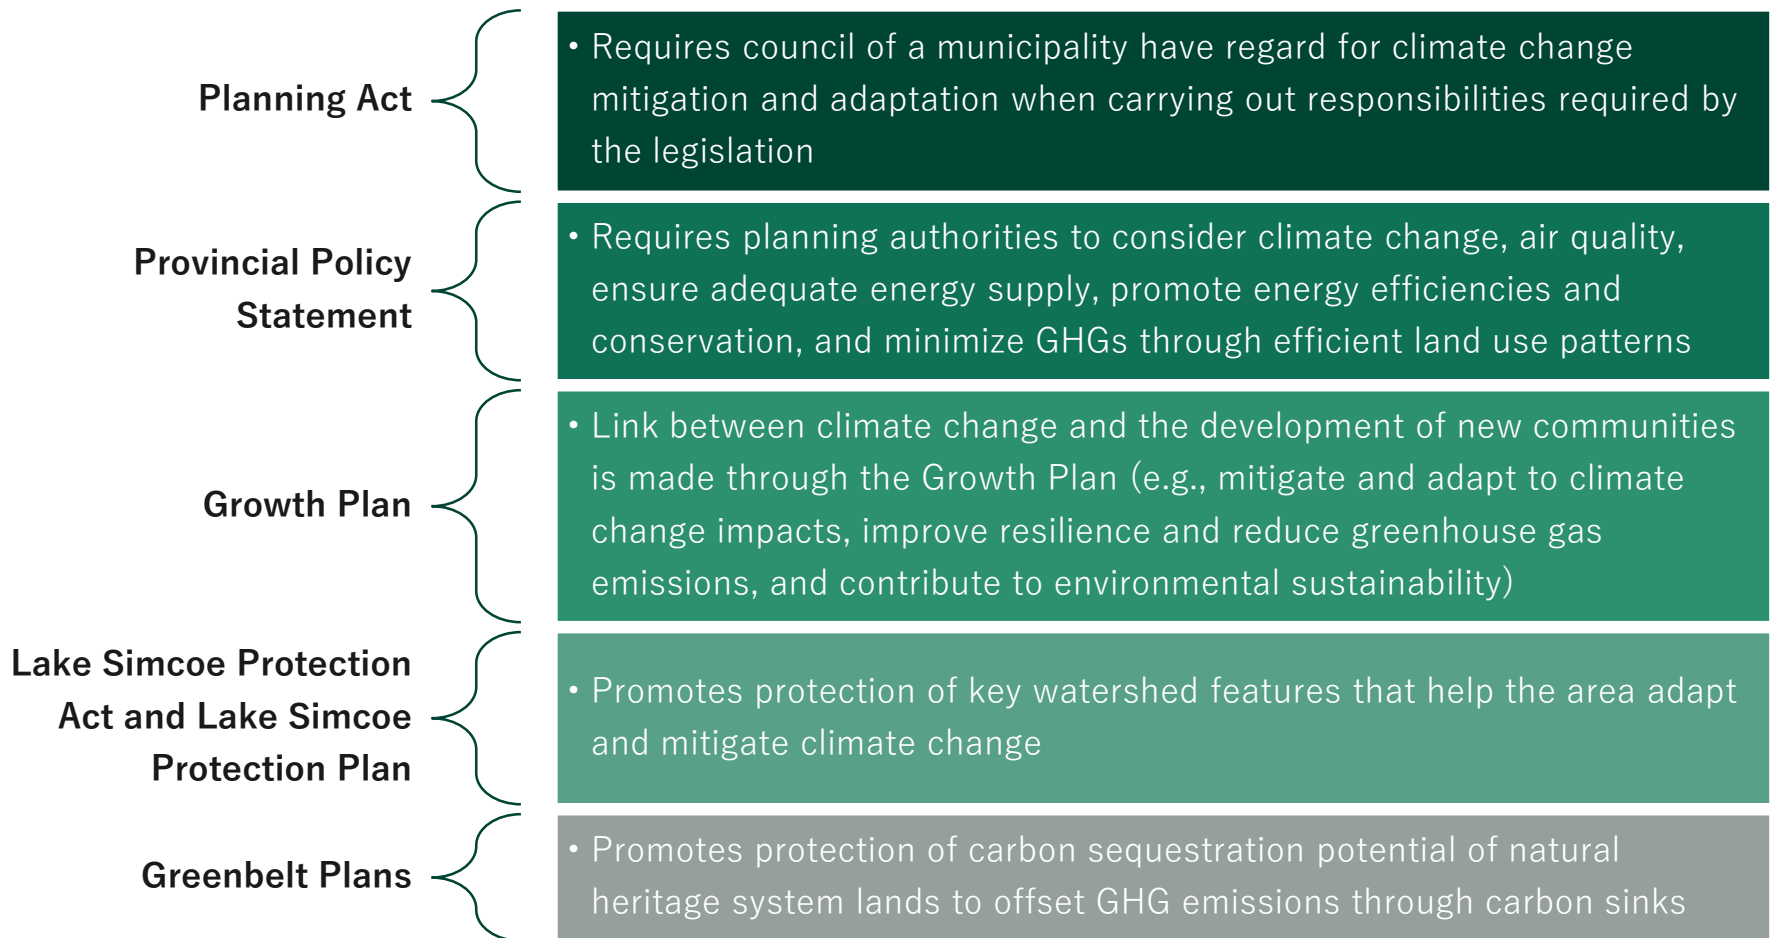 Planning Act
• Requires council of a municipality have regard for climate change
mitigation and adaptation when carrying out responsibilities required by
the legislation
Provincial Policy
Statement
• Requires planning authorities to consider climate change, air quality,
ensure adequate energy supply, promote energy efficiencies and
conservation, and minimize GHGs through efficient land use patterns
Growth Plan
• Link between climate change and the development of new communities
is made through the Growth Plan (e.g., mitigate and adapt to climate
change impacts, improve resilience and reduce greenhouse gas
emissions, and contribute to environmental sustainability)
Lake Simcoe Protection
Act and Lake Simcoe
Protection Plan
• Promotes protection of key watershed features that help the area adapt
and mitigate climate change
Greenbelt Plans
• Promotes protection of carbon sequestration potential of natural
heritage system lands to offset GHG emissions through carbon sinks